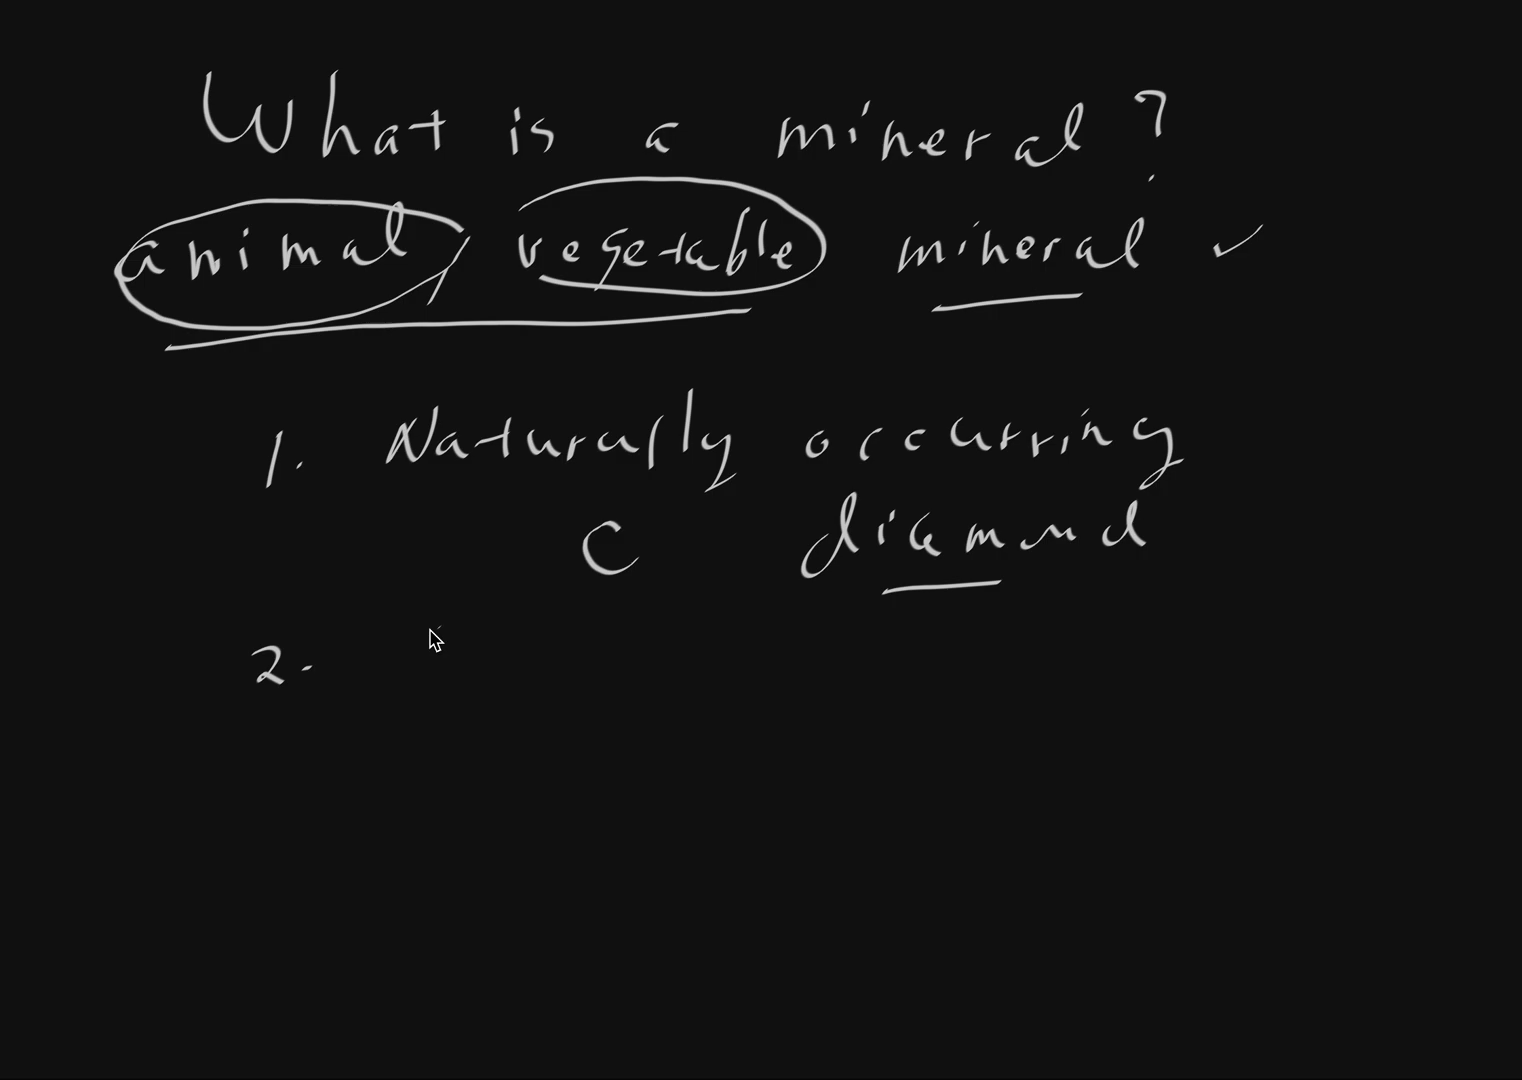 What is a mineral?
animal, vegetable mineral ✓
1. Naturally occurring
C diamond
2.